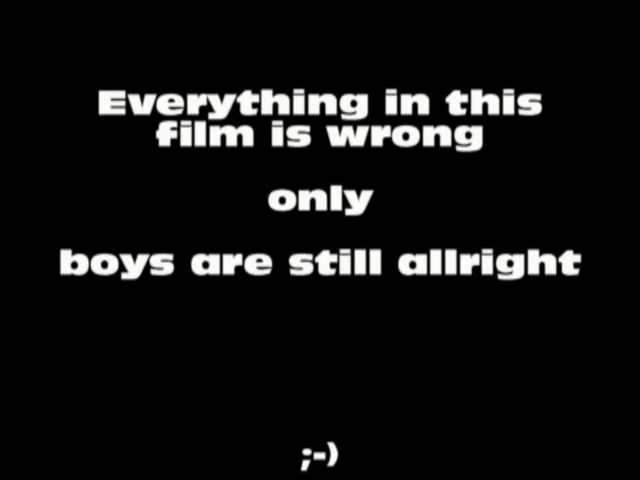 Everything in this
film is wrong
only
boys are still allright
;-)